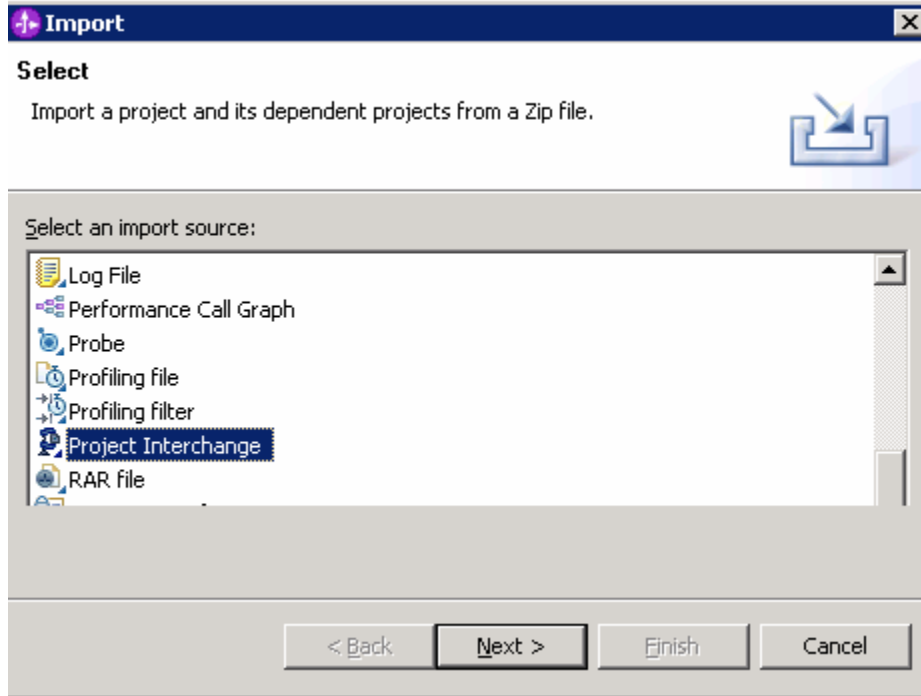 Import
Select
Import a project and its dependent projects from a Zip file.
Select an import source:
Log File
Performance Call Graph
Probe
Profiling file
Profiling filter
Project Interchange
RAR file
< Back
Next >
Finish
Cancel